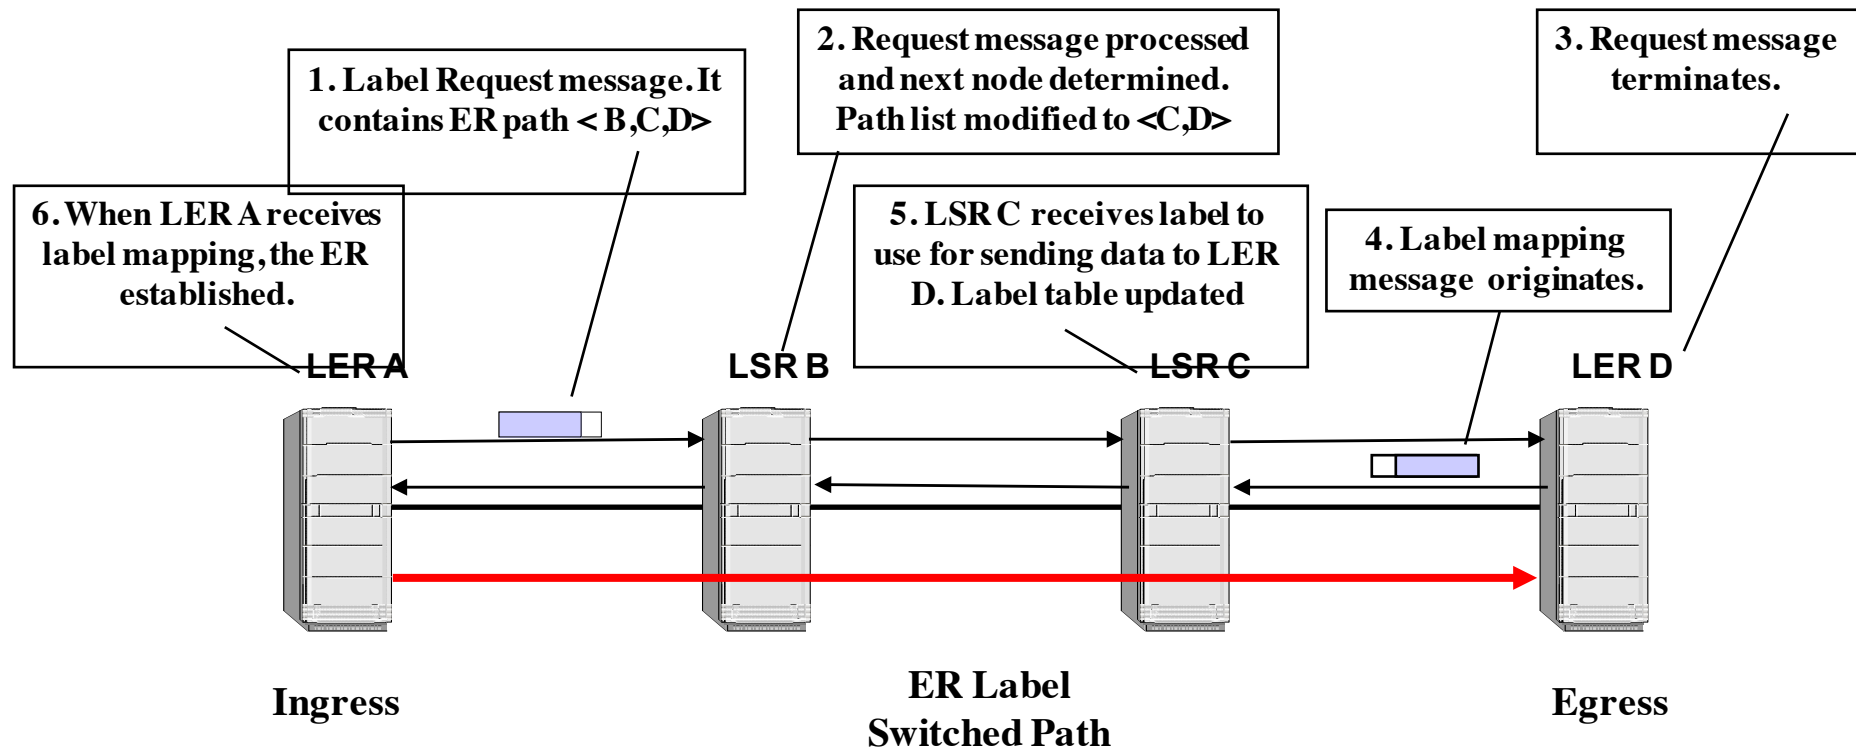 1. Label Request message. It
contains ER path < B,C,D>
2. Request message processed
and next node determined.
Path list modified to <C,D>
3. Request message
terminates.
6. When LER A receives
label mapping, the ER
established.
5. LSR C receives label to
use for sending data to LER
D. Label table updated
4. Label mapping
message originates.
LER A
LSR B
LSR C
LER D
Ingress
ER Label
Switched Path
Egress